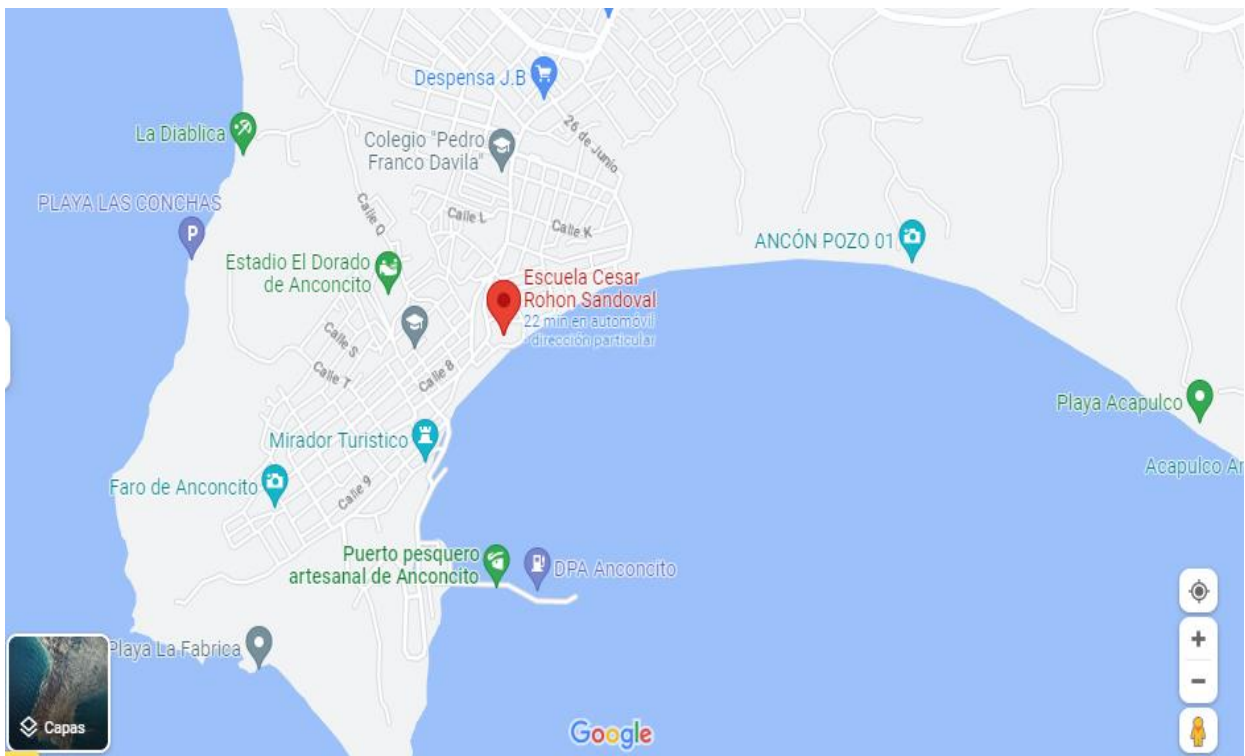 Despensa J.B
26 de Junio
La Diablica
Colegio "Pedro
Franco Davila"
PLAYA LAS CONCHAS
Calle Q
Calle L
Calle K
ANCÓN POZO 01
Estadio El Dorado
de Anconcito
Escuela Cesar
Rohon Sandoval
22 min en automóvil
- dirección particular
Calle S
Calle T
Calle 8
Playa Acapulco
Mirador Turistico
Acapulco An
Faro de Anconcito
Calle 9
Puerto pesquero
artesanal de Anconcito
DPA Anconcito
Playa La Fabrica
Capas
Google